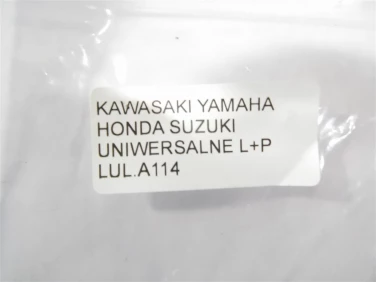 KAWASAKI YAMAHA
HONDA SUZUKI
UNIWERSALNE L+P
LUL.A114